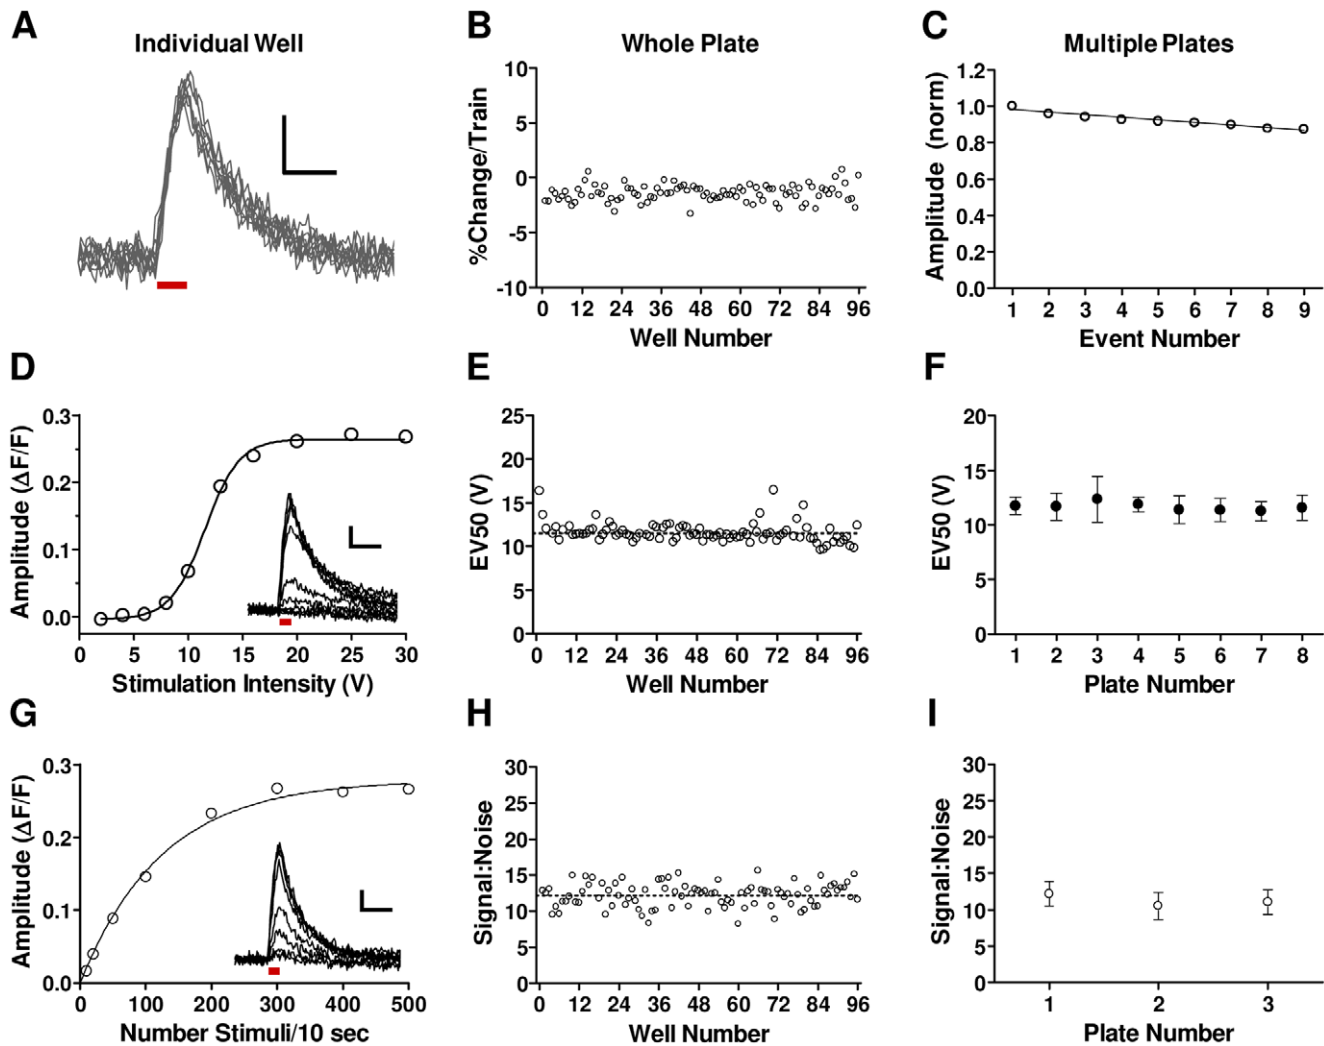 A
Individual Well
B
Whole Plate
%Change/Train
10
5
0
-5
-10
0 12 24 36 48 60 72 84 96
Well Number
C
Multiple Plates
Amplitude (norm)
1.2
1.0
0.8
0.6
0.4
0.2
0.0
1 2 3 4 5 6 7 8 9
Event Number
D
Amplitude (ΔF/F)
0.3
0.2
0.1
0.0
0 5 10 15 20 25 30
Stimulation Intensity (V)
E
EV50 (V)
25
20
15
10
5
0
0 12 24 36 48 60 72 84 96
Well Number
F
EV50 (V)
20
15
10
5
0
1 2 3 4 5 6 7 8
Plate Number
G
Amplitude (ΔF/F)
0.3
0.2
0.1
0.0
0 100 200 300 400 500
Number Stimuli/10 sec
H
Signal:Noise
30
25
20
15
10
5
0
0 12 24 36 48 60 72 84 96
Well Number
I
Signal:Noise
30
25
20
15
10
5
0
1 2 3
Plate Number